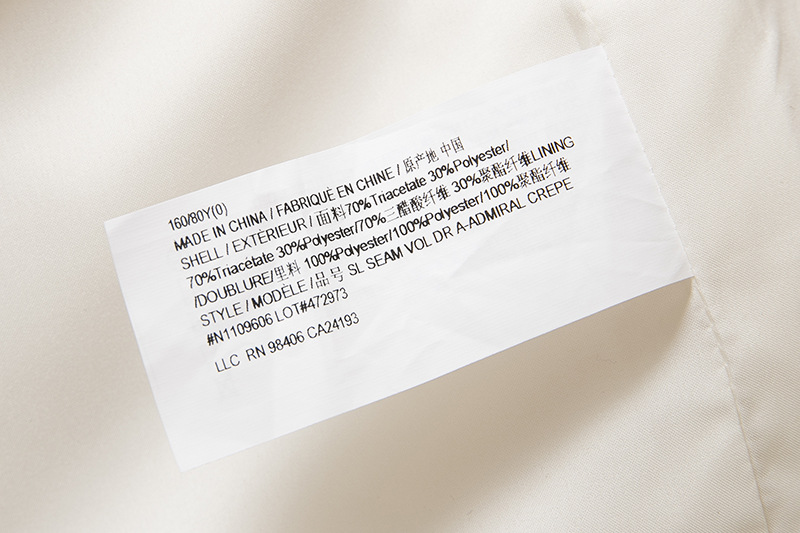 160/80Y(0)
MADE IN CHINA / FABRIQUÉ EN CHINE / 原产地 中国
SHELL / EXTÉRIEUR / 面料70%Triacetate 30%Polyester/
70%Triacétate 30%Polyester/70%三醋酸纤维 30%聚酯纤维LINING
/DOUBLURE/里料 100%Polyester/100%Polyester/100%聚酯纤维
STYLE / MODÈLE /品号 SL SEAM VOL DR A-ADMIRAL CREPE
#N1109606 LOT#472973
LLC RN 98406 CA24193